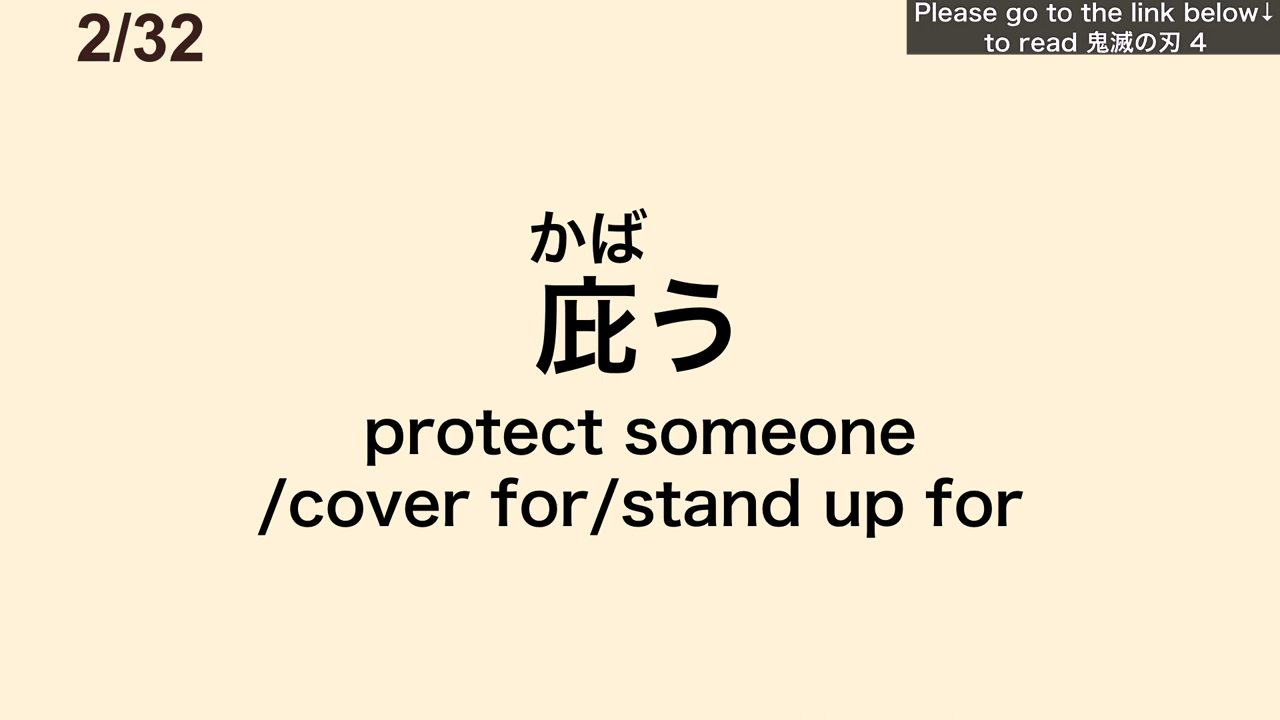 2/32
Please go to the link below↓
to read 鬼滅の刃 4
かば
庇う
protect someone
/cover for/stand up for